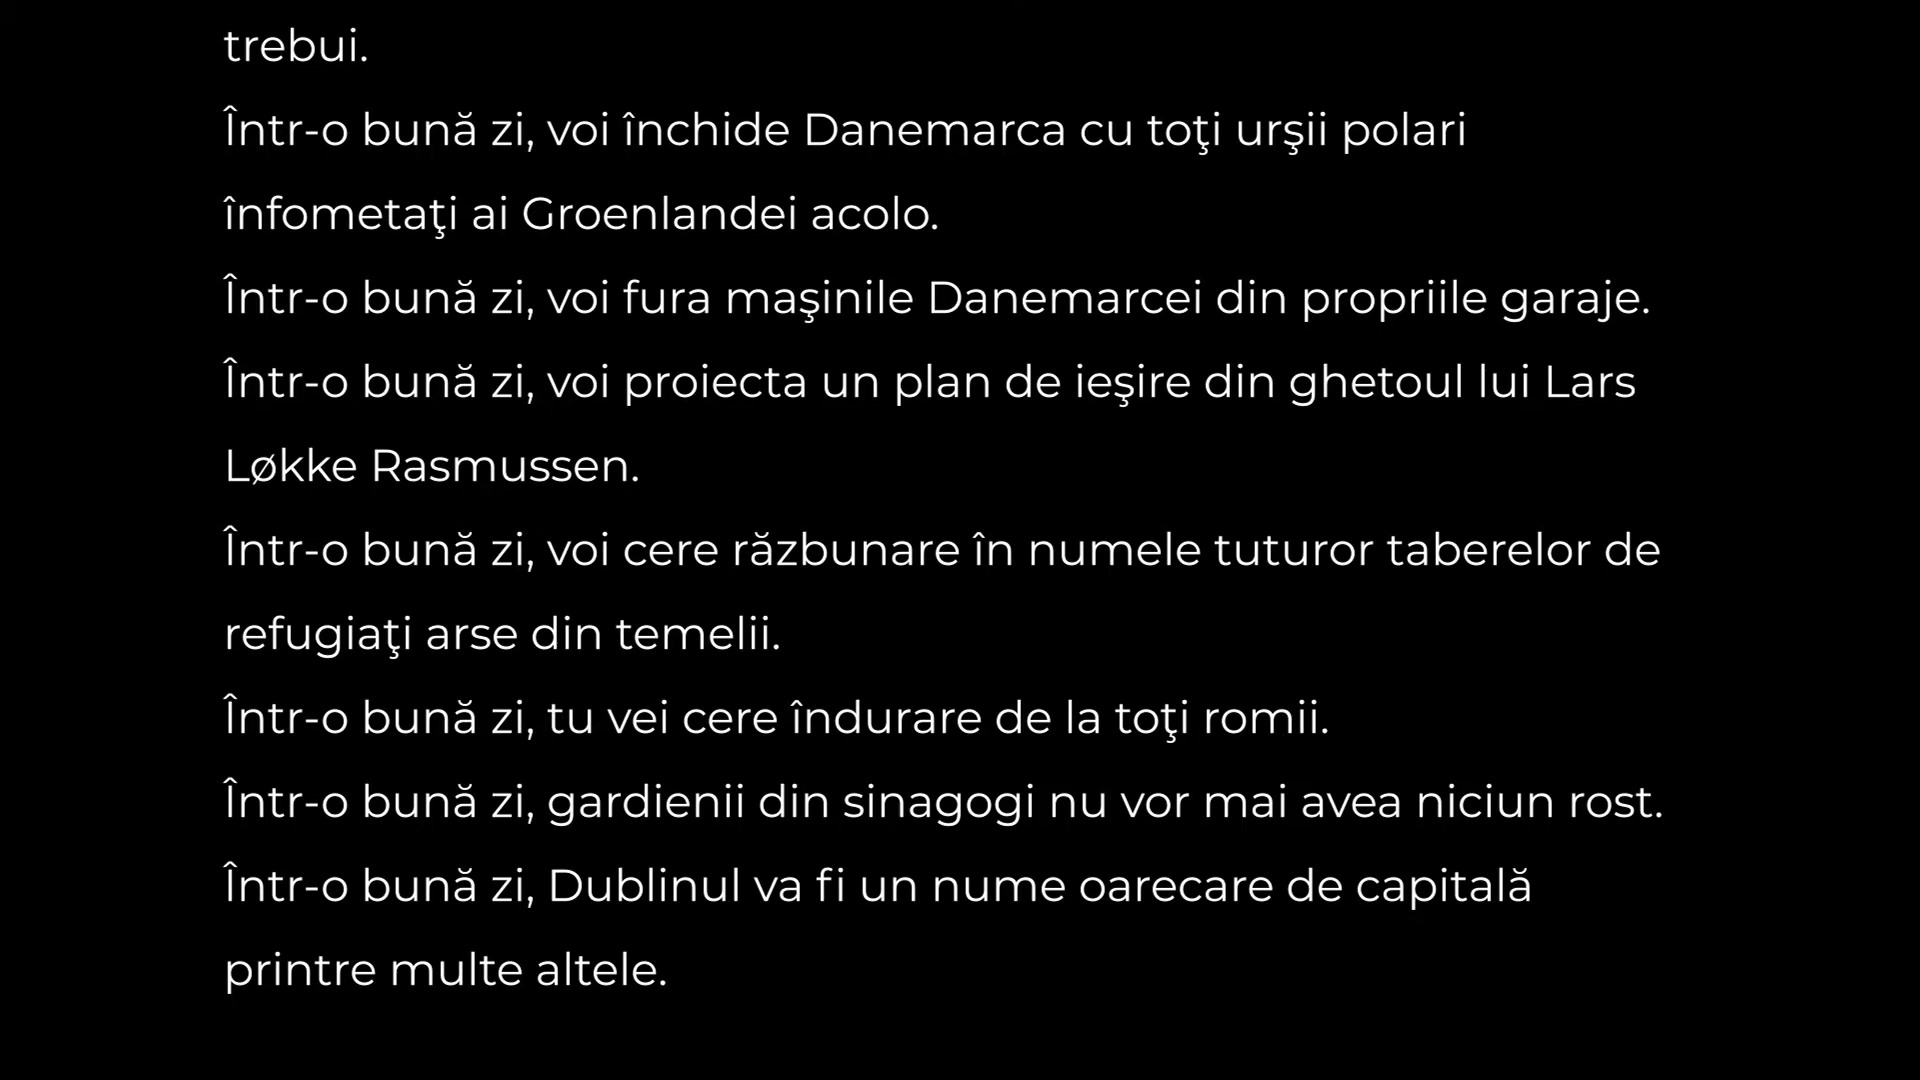 trebui.
Într-o bună zi, voi închide Danemarca cu toţi urşii polari
înfometaţi ai Groenlandei acolo.
Într-o bună zi, voi fura maşinile Danemarcei din propriile garaje.
Într-o bună zi, voi proiecta un plan de ieşire din ghetoul lui Lars
Løkke Rasmussen.
Într-o bună zi, voi cere răzbunare în numele tuturor taberelor de
refugiaţi arse din temelii.
Într-o bună zi, tu vei cere îndurare de la toţi romii.
Într-o bună zi, gardienii din sinagogi nu vor mai avea niciun rost.
Într-o bună zi, Dublinul va fi un nume oarecare de capitală
printre multe altele.